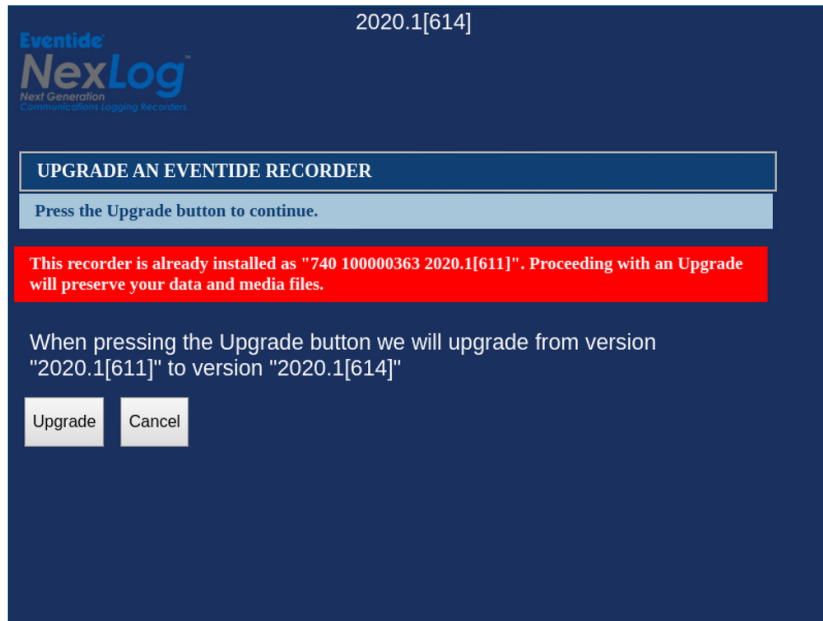 2020.1[614]
Eventide
NexLog™
Next Generation
Communications Logging Recorders
UPGRADE AN EVENTIDE RECORDER
Press the Upgrade button to continue.
This recorder is already installed as "740 100000363 2020.1[611]". Proceeding with an Upgrade
will preserve your data and media files.
When pressing the Upgrade button we will upgrade from version
"2020.1[611]" to version "2020.1[614]"
Upgrade Cancel